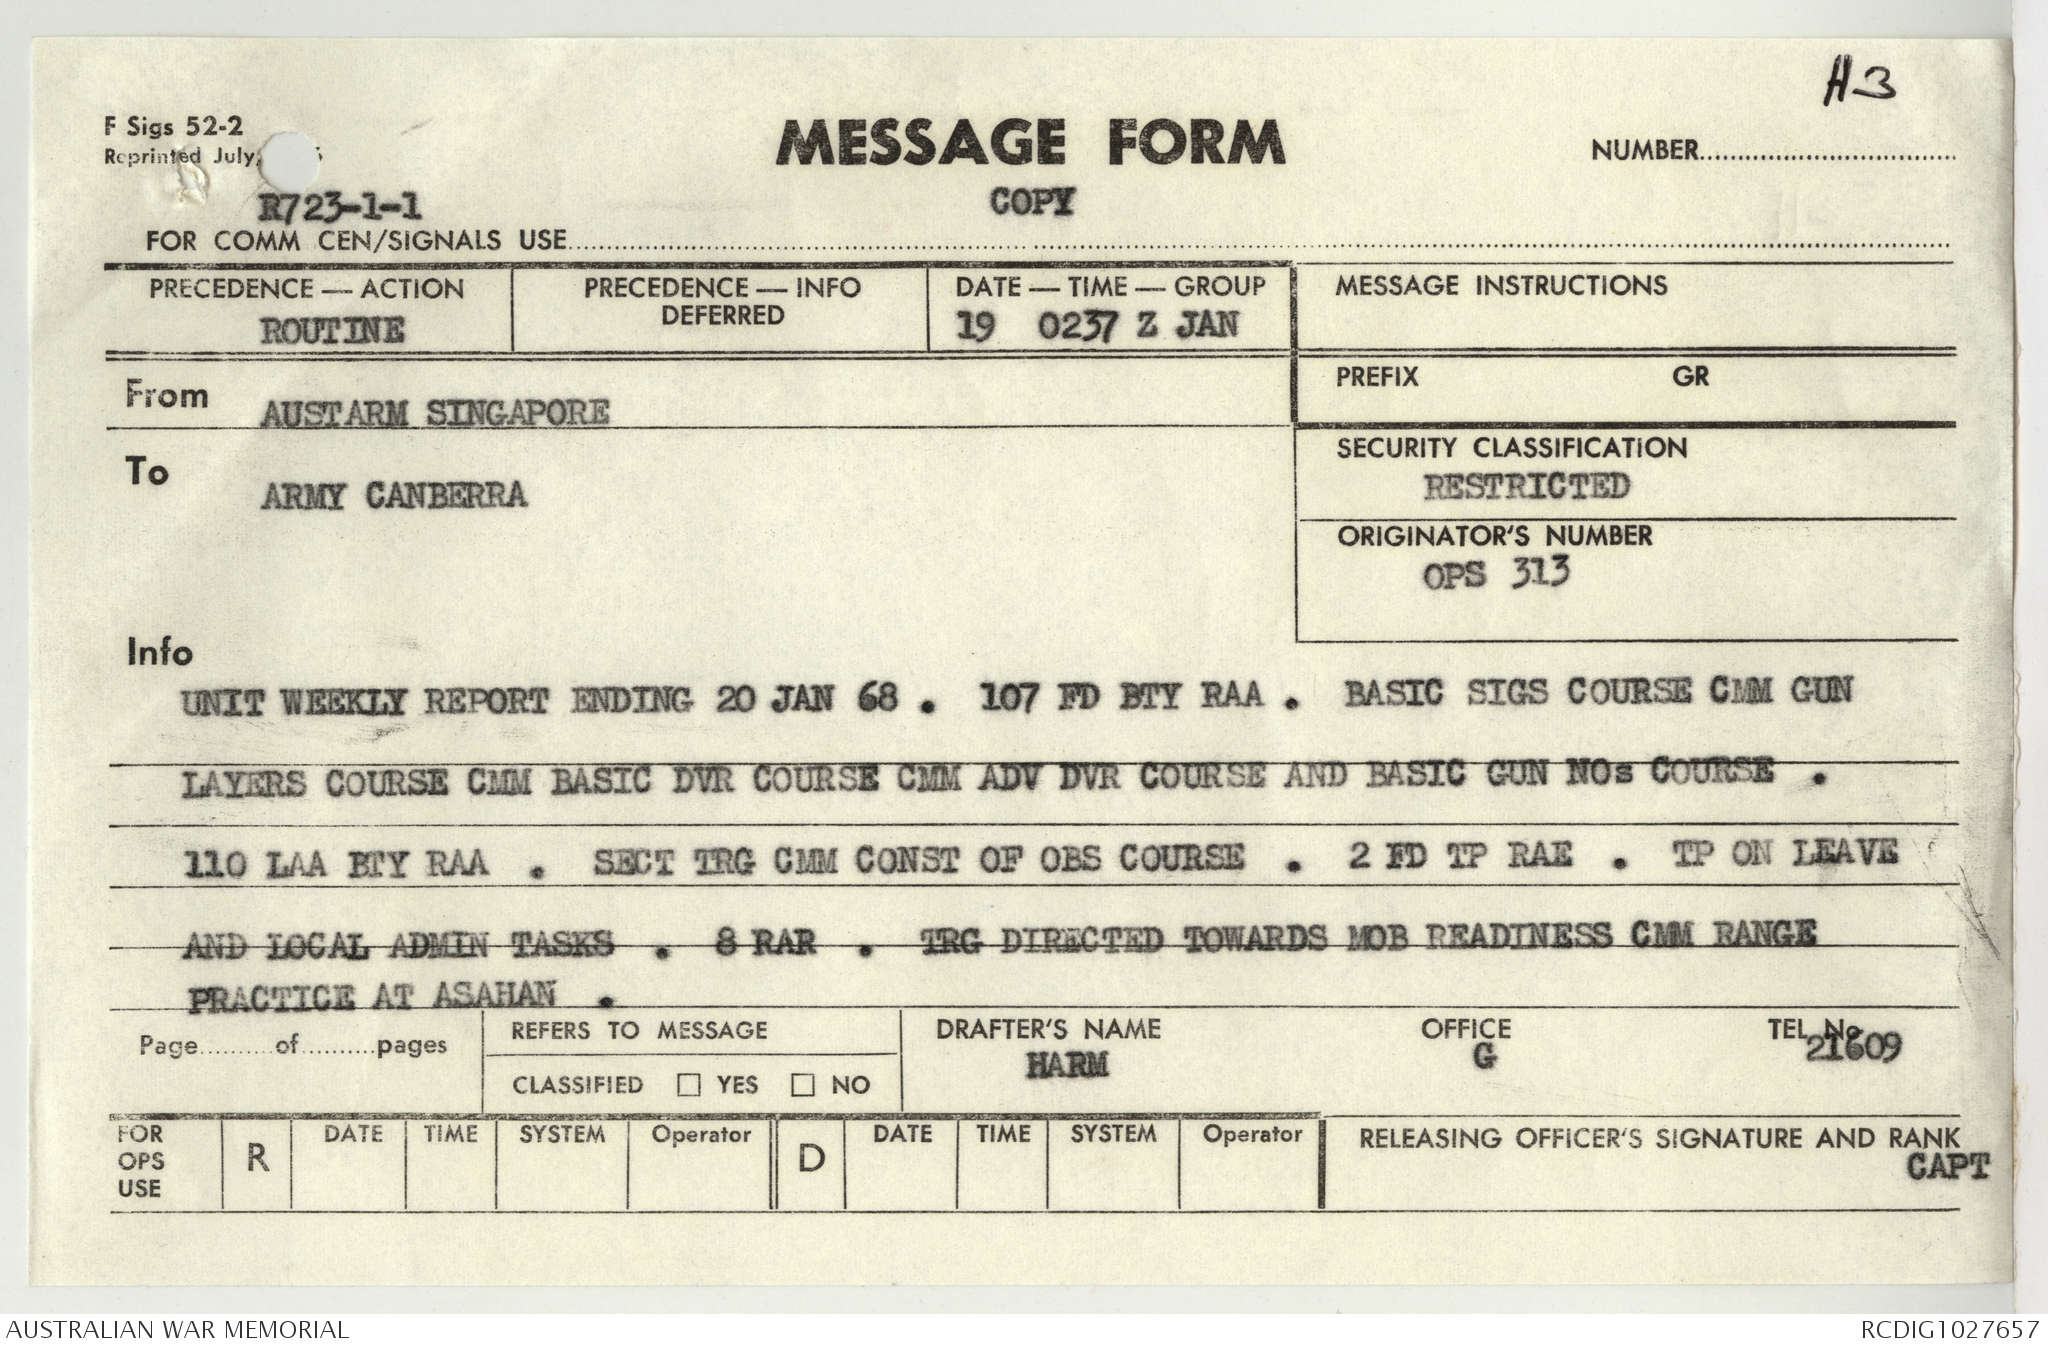 H3
F Sigs 52-2
Reprinted July,
MESSAGE FORM
NUMBER
R723-1-1
COPY
FOR COMM CEN/SIGNALS USE
PRECEDENCE — ACTION
PRECEDENCE — INFO
DATE — TIME — GROUP
MESSAGE INSTRUCTIONS
ROUTINE
DEFERRED
19 0237 Z JAN
From AUSTARM SINGAPORE
PREFIX GR
To ARMY CANBERRA
SECURITY CLASSIFICATION
RESTRICTED
ORIGINATOR'S NUMBER
OPS 313
Info
UNIT WEEKLY REPORT ENDING 20 JAN 68 . 107 FD BTY RAA . BASIC SIGS COURSE CMM GUN
LAYERS COURSE CMM BASIC DVR COURSE CMM ADV DVR COURSE AND BASIC GUN NOs COURSE .
110 LAA BTY RAA . SECT TRG CMM CONST OF OBS COURSE . 2 FD TP RAE . TP ON LEAVE
AND LOCAL ADMIN TASKS . 8 RAR . TRG DIRECTED TOWARDS MOB READINESS CMM RANGE
PRACTICE AT ASAHAN .
Page..........of..........pages
REFERS TO MESSAGE
CLASSIFIED □ YES □ NO
DRAFTER'S NAME
HARM
OFFICE
G
TEL No
21609
FOR OPS USE
R DATE TIME SYSTEM Operator
D DATE TIME SYSTEM Operator
RELEASING OFFICER'S SIGNATURE AND RANK
CAPT
AUSTRALIAN WAR MEMORIAL
RCDIG1027657